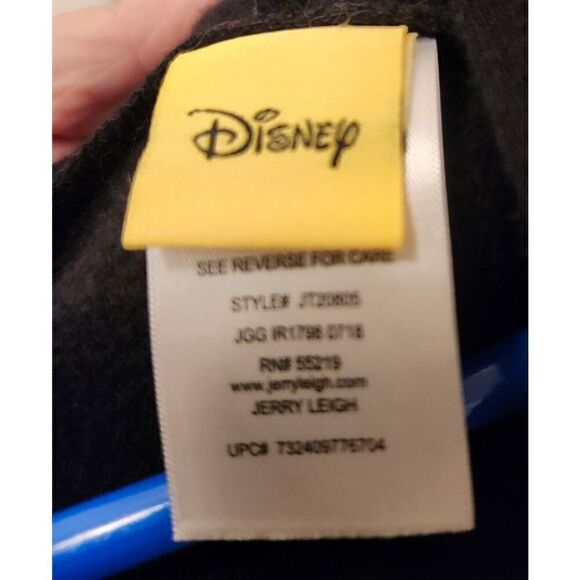 DISNEY
SEE REVERSE FOR CARE
STYLE# JT20805
JGG IR1798 0718
RN# 55219
www.jerryleigh.com
JERRY LEIGH
UPC# 732409776704